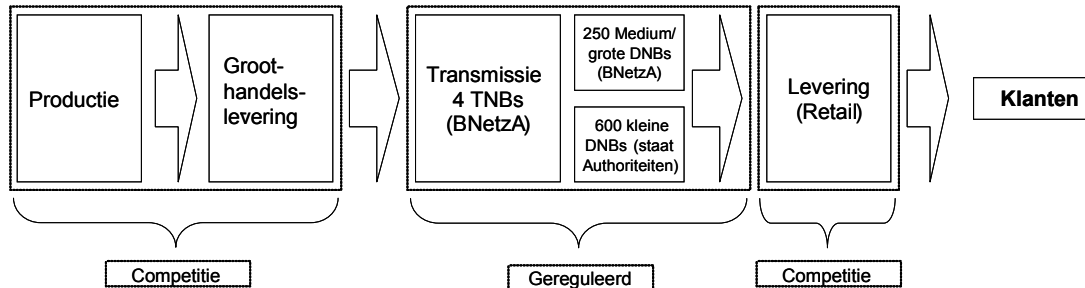 Productie
Groot-
handels-
levering
Transmissie
4 TNBs
(BNetzA)
250 Medium/
grote DNBs
(BNetzA)
600 kleine
DNBs (staat
Authoriteiten)
Levering
(Retail)
Klanten
Competitie
Gereguleerd
Competitie